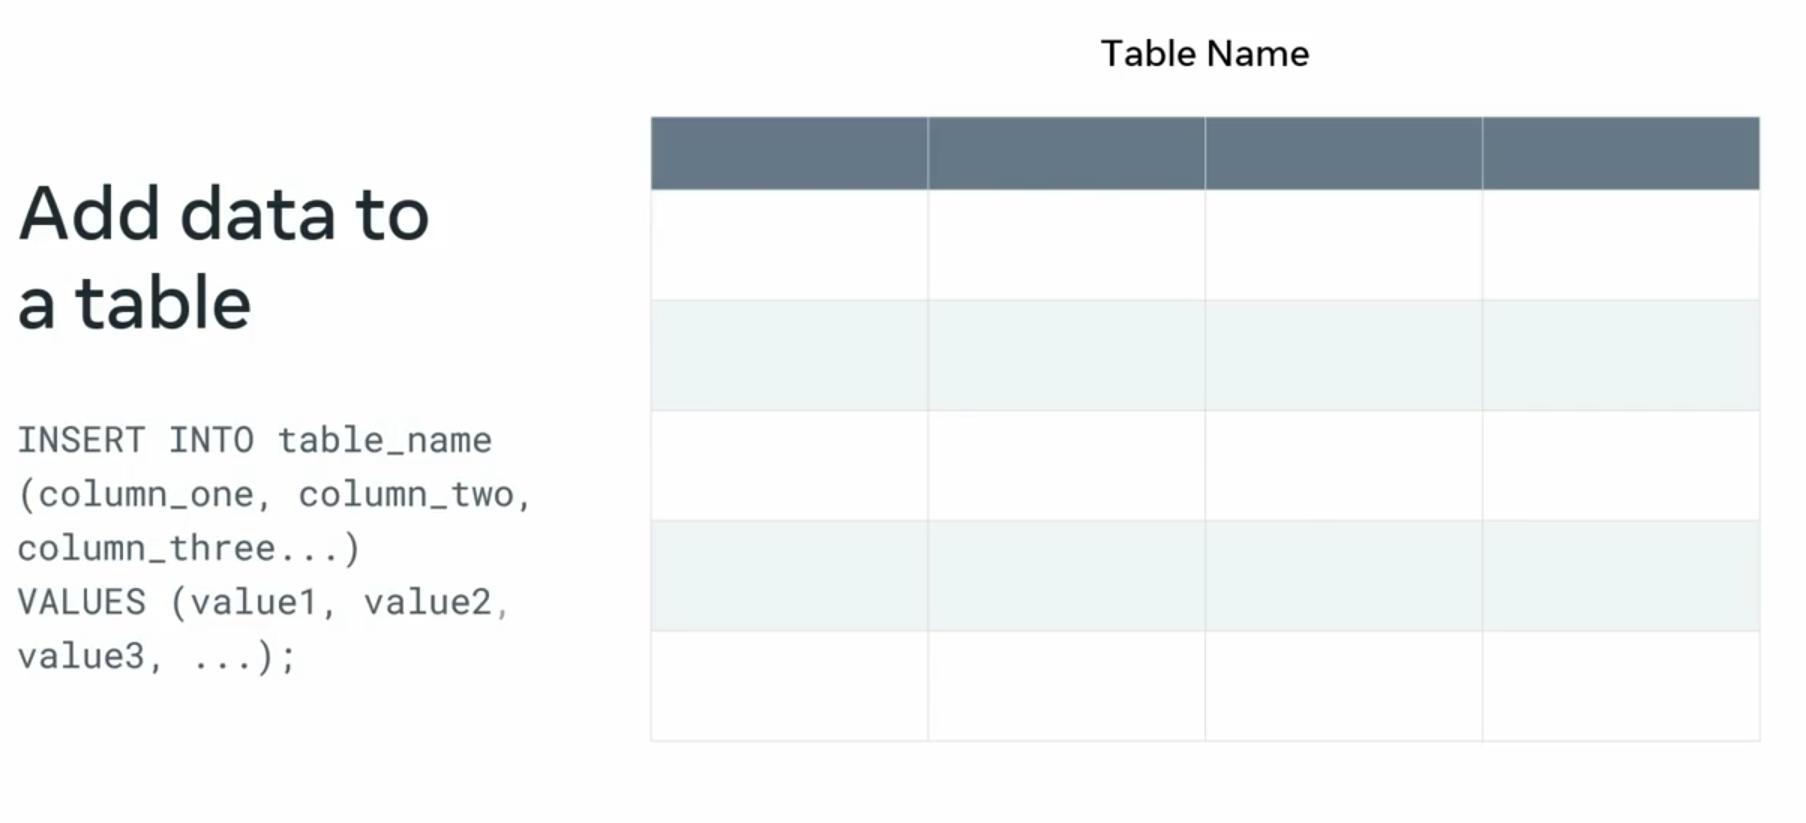 Table Name
Add data to
a table
INSERT INTO table_name
(column_one, column_two,
column_three...)
VALUES (value1, value2,
value3, ...);